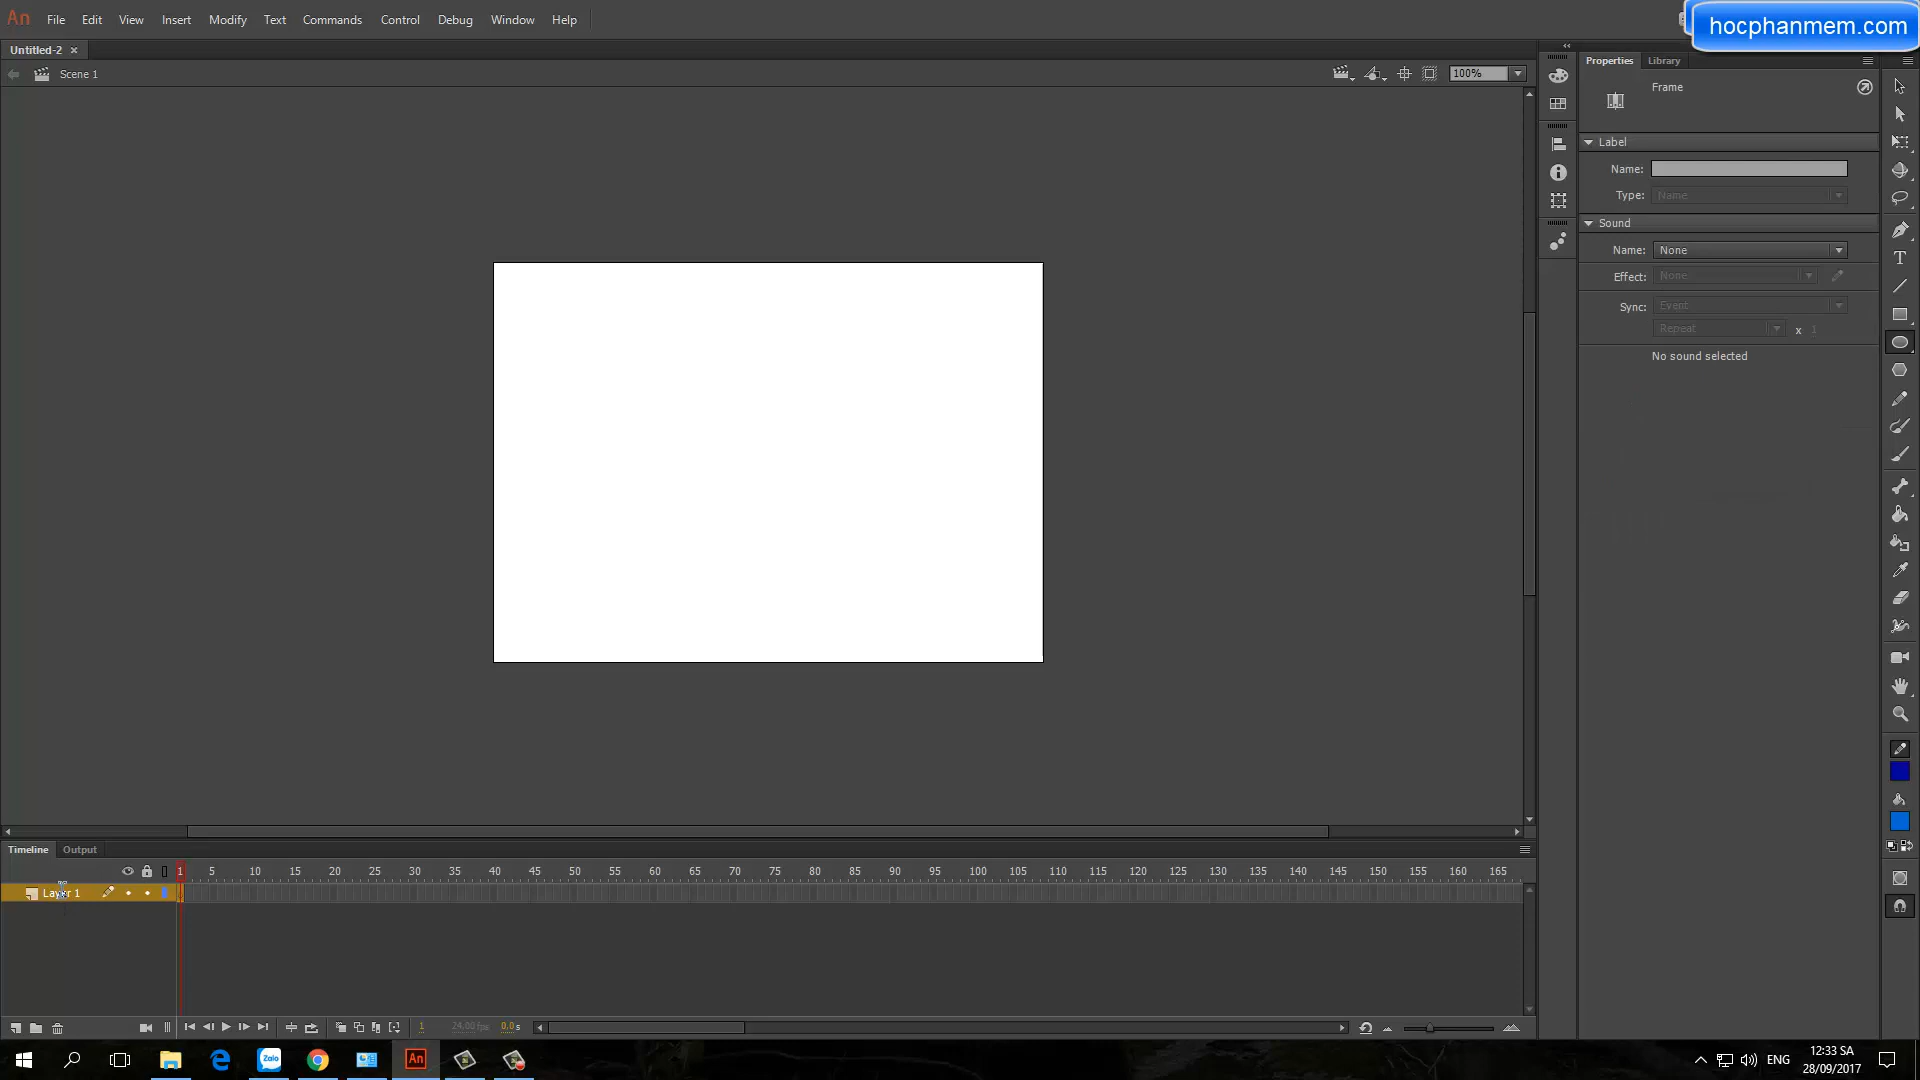 An File Edit View Insert Modify Text Commands Control Debug Window Help
hocphanmem.com
Untitled-2 ×
Scene 1
100%
Properties Library
Frame
Label
Name:
Type: Name
Sound
Name: None
Effect: None
Sync: Event
Repeat x 1
No sound selected
Timeline Output
1 5 10 15 20 25 30 35 40 45 50 55 60 65 70 75 80 85 90 95 100 105 110 115 120 125 130 135 140 145 150 155 160 165
Layer 1
1 24.00 fps 0.0 s
Zalo An ENG
12:33 SA
28/09/2017